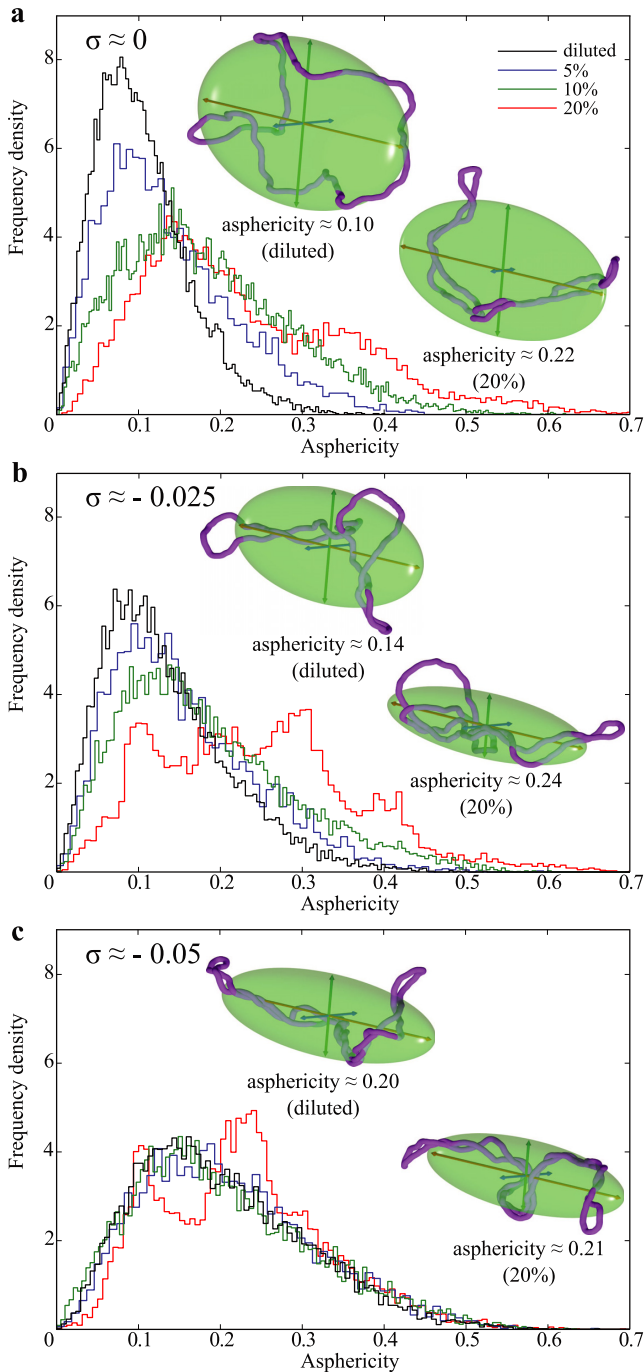 a
σ ≈ 0
diluted
5%
10%
20%
asphericity ≈ 0.10
(diluted)
asphericity ≈ 0.22
(20%)
Frequency density
8
6
4
2
0 0.1 0.2 0.3 0.4 0.5 0.6 0.7
Asphericity
b
σ ≈ - 0.025
asphericity ≈ 0.14
(diluted)
asphericity ≈ 0.24
(20%)
Frequency density
8
6
4
2
0 0.1 0.2 0.3 0.4 0.5 0.6 0.7
Asphericity
c
σ ≈ - 0.05
asphericity ≈ 0.20
(diluted)
asphericity ≈ 0.21
(20%)
Frequency density
8
6
4
2
0 0.1 0.2 0.3 0.4 0.5 0.6 0.7
Asphericity